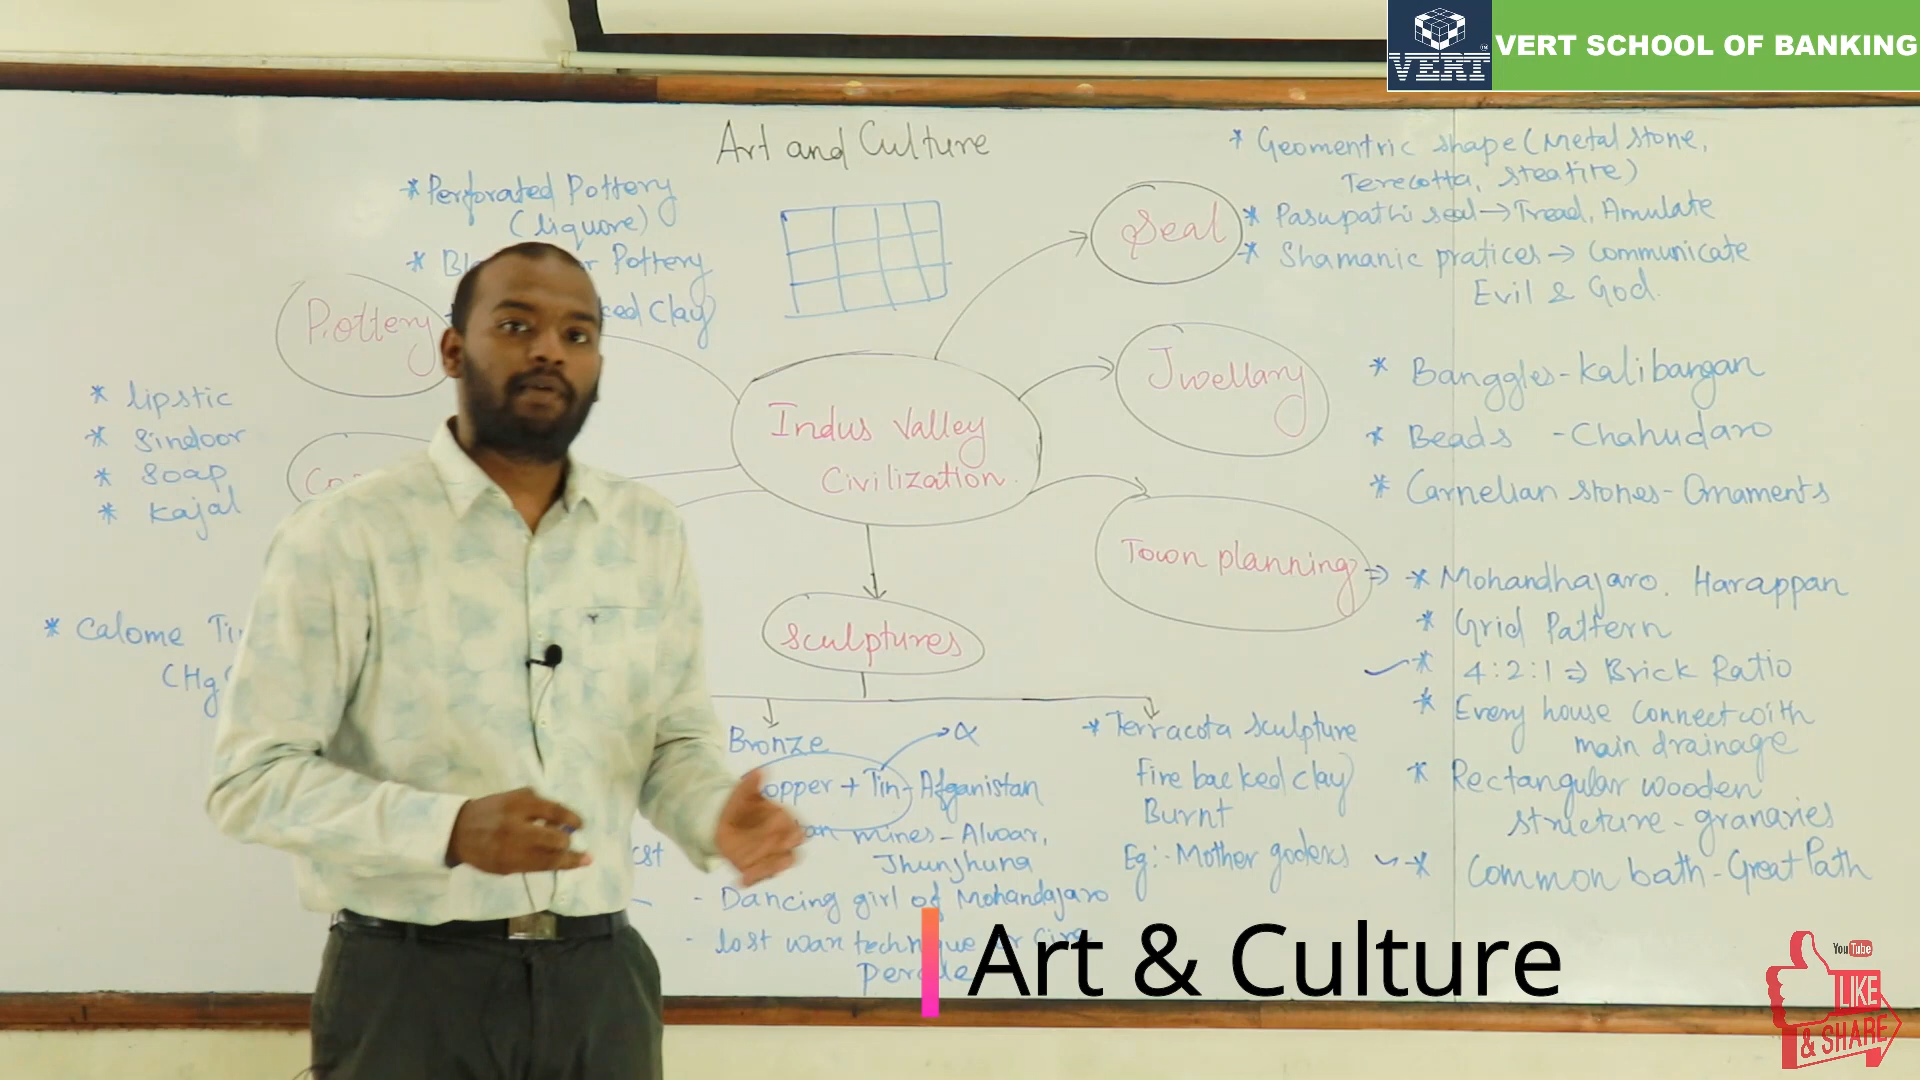 VERT
VERT SCHOOL OF BANKING
Art and Culture
* Perforated Pottery
(liquore)
* Pottery
ked Clay)
Pottery
* lipstic
* Sindoor
* Soap
* Kajal
* Calome
Indus Valley
Civilization
Seal
* Geomentric shape (Metal stone,
Terecotta, steatite)
* Pasupathi seal → Tread, Amulate
* Shamanic pratices → Communicate
Evil & God.
Jwellary
* Banggles - Kalibangan
* Beads - Chahudaro
* Carnelian stones - Ornaments
Town planning
⇒ * Mohandhajaro. Harappan
* Grid Pattern
* 4:2:1 ⇒ Brick Ratio
* Every house connect with
main drainage
* Rectangular wooden
structure - granaries
* Common bath - Great Path
Sculptures
Bronze
opper + Tin - Afganistan
mines - Alwar,
Jhunjhuna
- Dancing girl of Mohandajaro
- lost wax technique or
* Terracota sculpture
Fire backed clay)
Burnt
Eg:- Mother godexs
Art & Culture
YouTube
LIKE
& SHARE